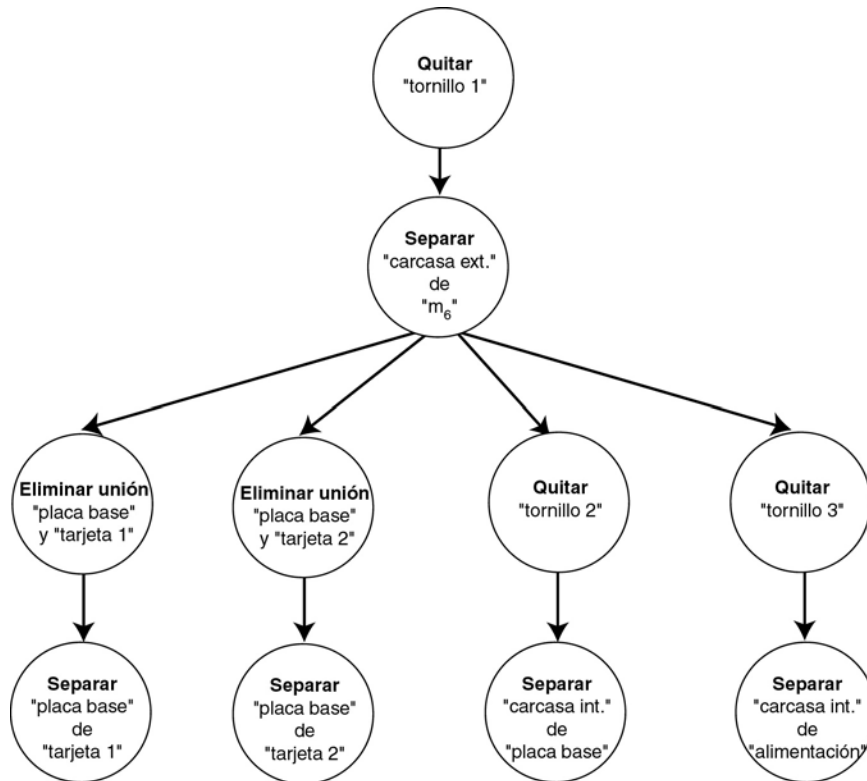 Quitar
"tornillo 1"
Separar
"carcasa ext."
de
"m6"
Eliminar unión
"placa base"
y "tarjeta 1"
Eliminar unión
"placa base"
y "tarjeta 2"
Quitar
"tornillo 2"
Quitar
"tornillo 3"
Separar
"placa base"
de
"tarjeta 1"
Separar
"placa base"
de
"tarjeta 2"
Separar
"carcasa int."
de
"placa base"
Separar
"carcasa int."
de
"alimentación"